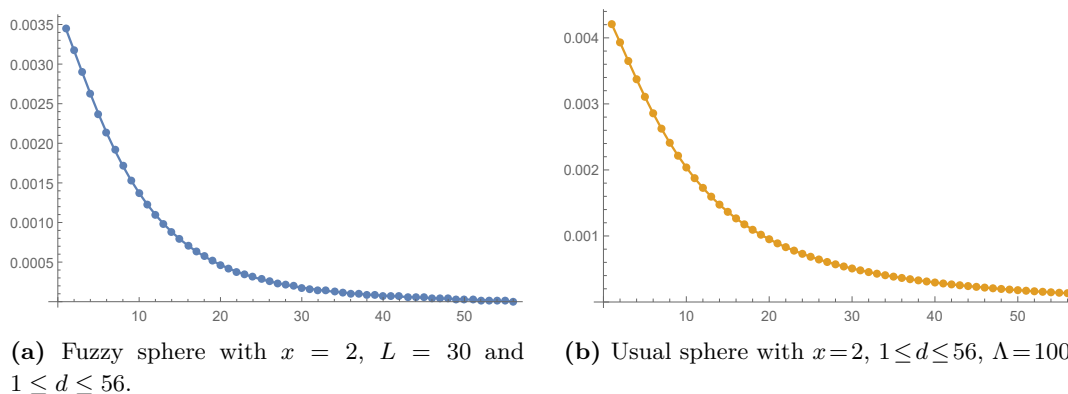 0.0035
0.0030
0.0025
0.0020
0.0015
0.0010
0.0005
10 20 30 40 50
0.004
0.003
0.002
0.001
10 20 30 40 50
(a) Fuzzy sphere with x = 2, L = 30 and
1 ≤ d ≤ 56.
(b) Usual sphere with x=2, 1≤d≤56, Λ=100